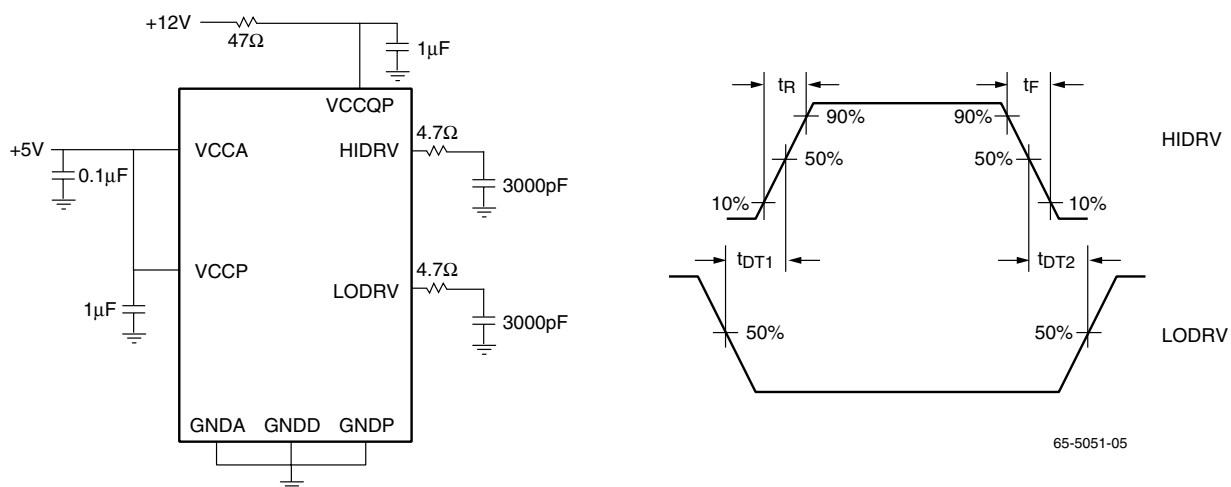 +12V
47Ω
1µF
VCCQP
+5V
VCCA
0.1µF
HIDRV
4.7Ω
3000pF
VCCP
1µF
LODRV
4.7Ω
3000pF
GNDA GNDD GNDP
tR
tF
90%
90%
HIDRV
50%
50%
10%
10%
tDT1
tDT2
50%
50%
LODRV
65-5051-05